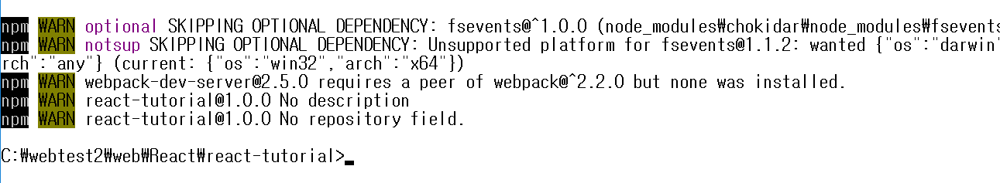 npm WARN optional SKIPPING OPTIONAL DEPENDENCY: fsevents@^1.0.0 (node_modules₩chokidar₩node_modules₩fsevents
npm WARN notsup SKIPPING OPTIONAL DEPENDENCY: Unsupported platform for fsevents@1.1.2: wanted {"os":"darwin"
rch":"any"} (current: {"os":"win32","arch":"x64"})
npm WARN webpack-dev-server@2.5.0 requires a peer of webpack@^2.2.0 but none was installed.
npm WARN react-tutorial@1.0.0 No description
npm WARN react-tutorial@1.0.0 No repository field.
C:₩webtest2₩web₩React₩react-tutorial>